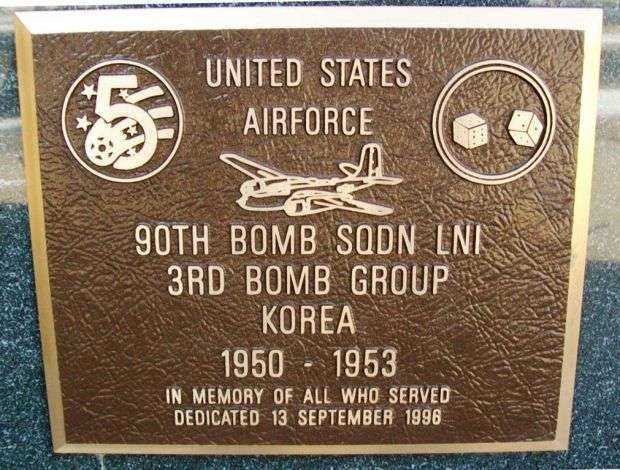 5
UNITED STATES
AIRFORCE
90TH BOMB SQDN LNI
3RD BOMB GROUP
KOREA
1950 - 1953
IN MEMORY OF ALL WHO SERVED
DEDICATED 13 SEPTEMBER 1996